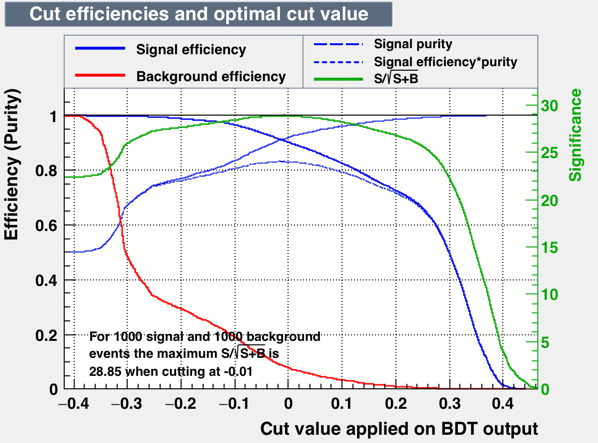 Cut efficiencies and optimal cut value
Signal efficiency
Background efficiency
Signal purity
Signal efficiency*purity
S/√S+B
Efficiency (Purity)
1
0.8
0.6
0.4
0.2
0
30
25
20
15
10
5
0
Significance
For 1000 signal and 1000 background
events the maximum S/√S+B is
28.85 when cutting at -0.01
−0.4 −0.3 −0.2 −0.1 0 0.1 0.2 0.3 0.4
Cut value applied on BDT output